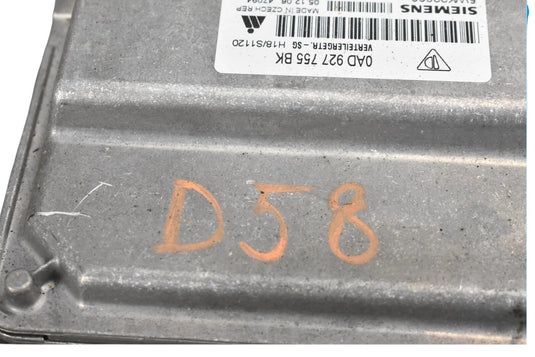 0AD 927 755 BK
VERTEILERGETR.-SG H18/S1120
SIEMENS
MADE IN CZECH REP
D58